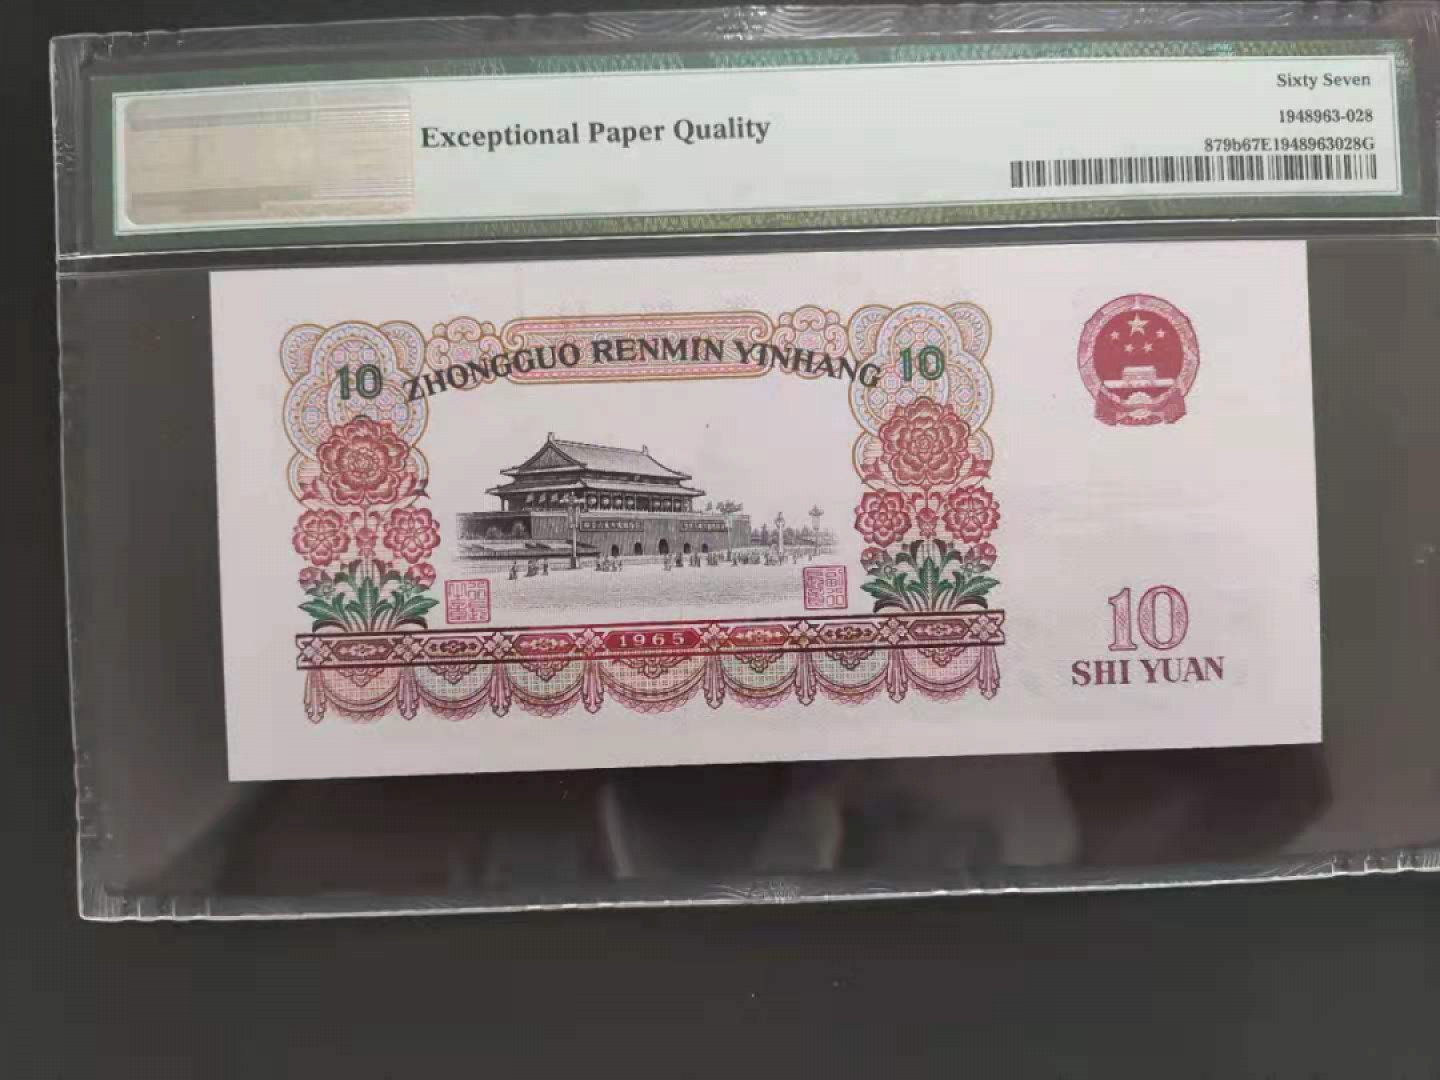 Sixty Seven
Exceptional Paper Quality
1948963-028
879b67E1948963028G
10 ZHONGGUO RENMIN YINHANG 10
1965
10
SHI YUAN